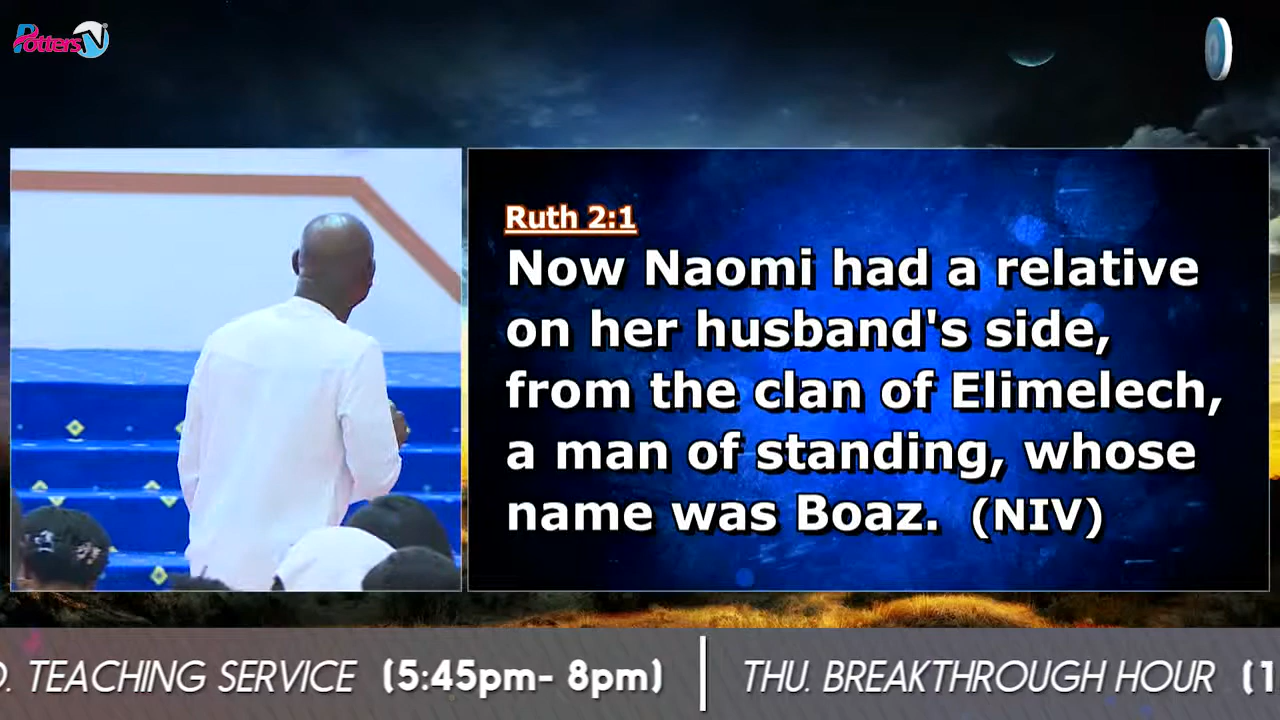 PottersTV
Ruth 2:1
Now Naomi had a relative
on her husband's side,
from the clan of Elimelech,
a man of standing, whose
name was Boaz. (NIV)
. TEACHING SERVICE (5:45pm- 8pm) | THU. BREAKTHROUGH HOUR (1